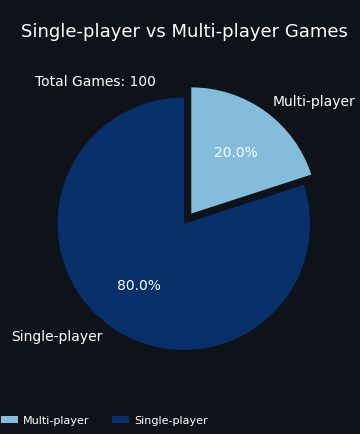 Single-player vs Multi-player Games
Total Games: 100
Multi-player
20.0%
80.0%
Single-player
Multi-player
Single-player